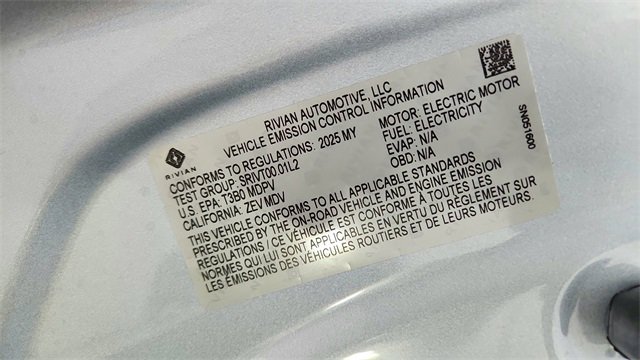 RIVIAN AUTOMOTIVE, LLC
VEHICLE EMISSION CONTROL INFORMATION
RIVIAN
CONFORMS TO REGULATIONS: 2025 MY
TEST GROUP: SRIVT00.01L2
U.S. EPA: T3B0 MDPV
CALIFORNIA: ZEV MDV
MOTOR: ELECTRIC MOTOR
FUEL: ELECTRICITY
EVAP: N/A
OBD: N/A
SN051600
THIS VEHICLE CONFORMS TO ALL APPLICABLE STANDARDS
PRESCRIBED BY THE ON-ROAD VEHICLE AND ENGINE EMISSION
REGULATIONS / CE VÉHICULE EST CONFORME À TOUTES LES
NORMES QUI LUI SONT APPLICABLES EN VERTU DU RÈGLEMENT SUR
LES ÉMISSIONS DES VÉHICULES ROUTIERS ET DE LEURS MOTEURS.